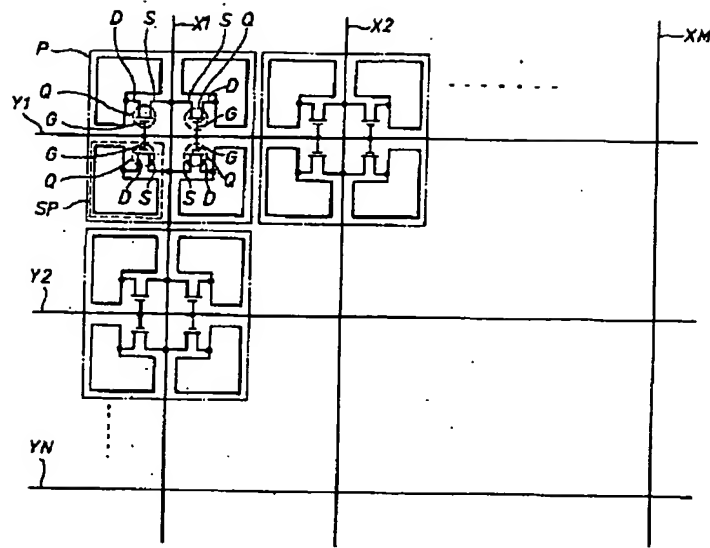 X1 X2 XM
P D S S Q
D
Q
Y1 G G
G G
Q D S S D Q
SP
Y2
YN